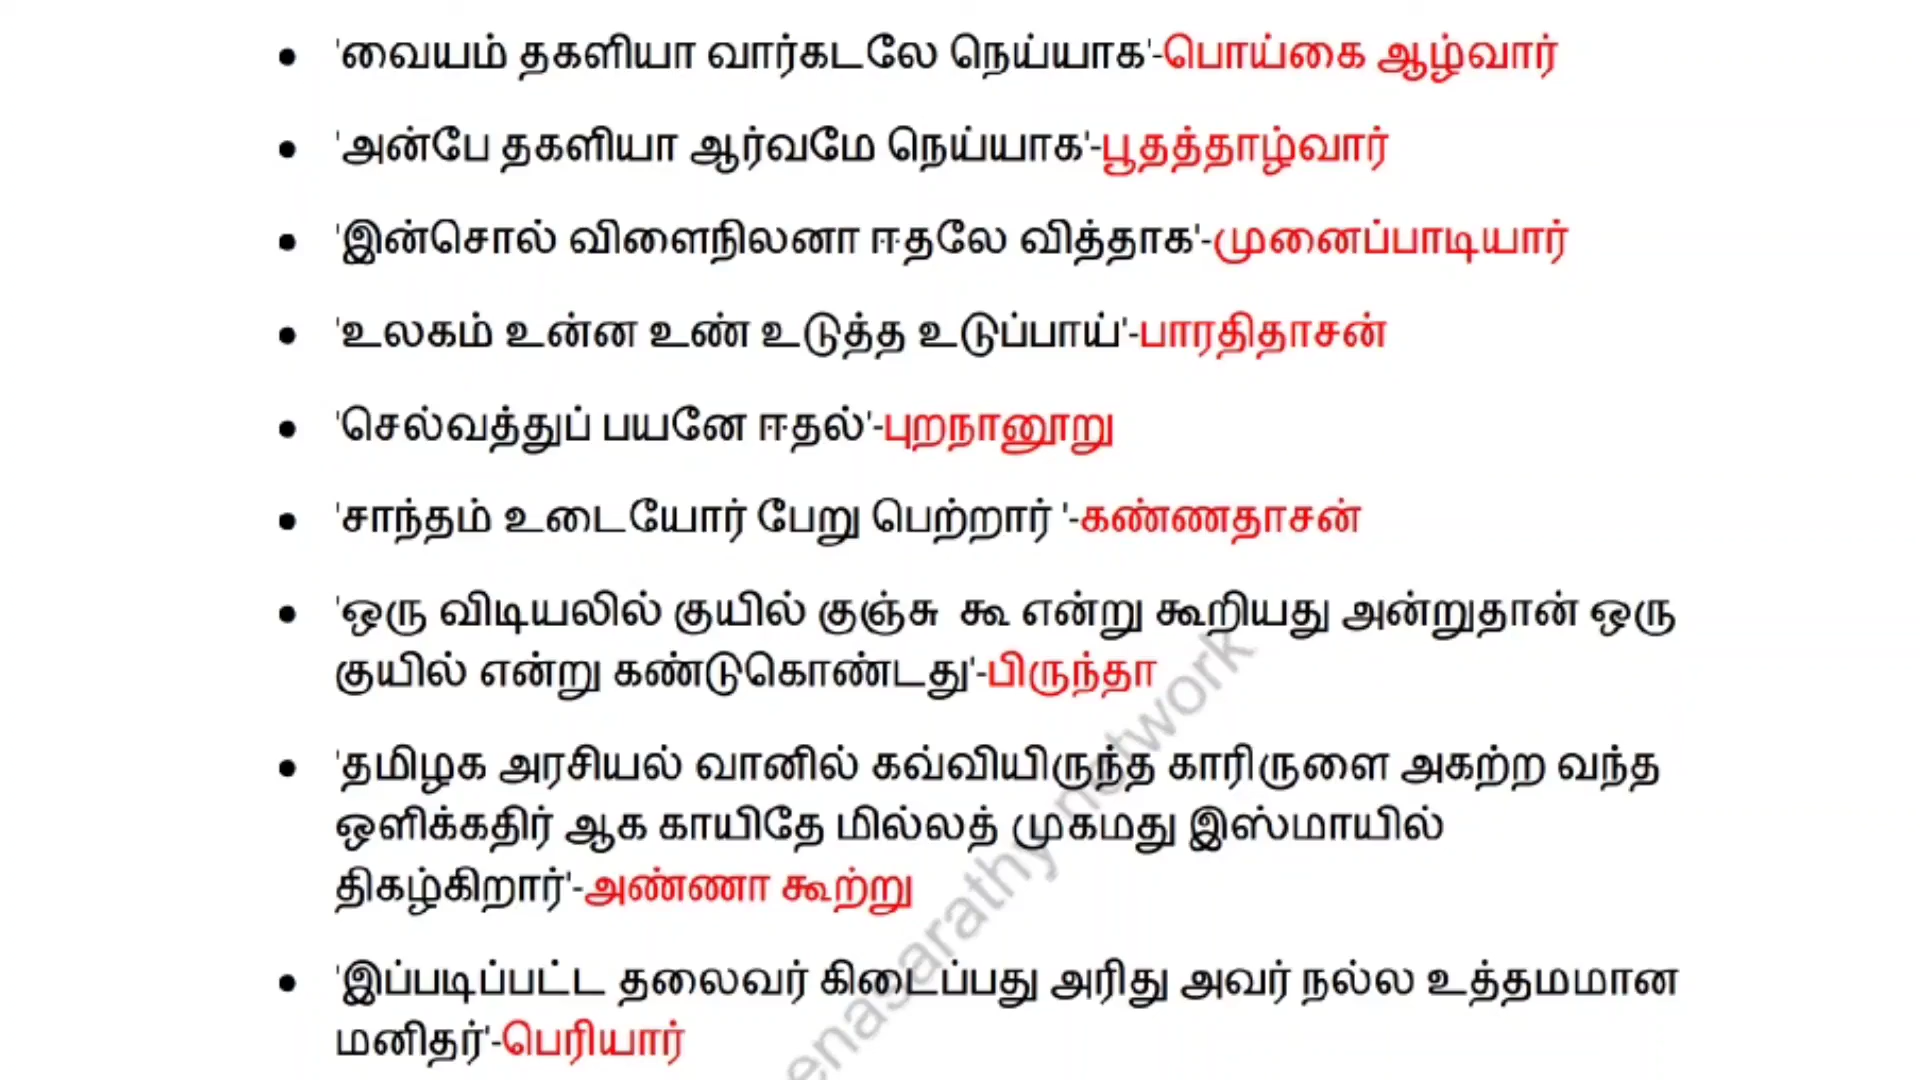 • 'வையம் தகளியா வார்கடலே நெய்யாக'-பொய்கை ஆழ்வார்
• 'அன்பே தகளியா ஆர்வமே நெய்யாக'-பூதத்தாழ்வார்
• 'இன்சொல் விளைநிலனா ஈதலே வித்தாக'-முனைப்பாடியார்
• 'உலகம் உன்ன உண் உடுத்த உடுப்பாய்'-பாரதிதாசன்
• 'செல்வத்துப் பயனே ஈதல்'-புறநானூறு
• 'சாந்தம் உடையோர் பேறு பெற்றார் '-கண்ணதாசன்
• 'ஒரு விடியலில் குயில் குஞ்சு கூ என்று கூறியது அன்றுதான் ஒரு
குயில் என்று கண்டுகொண்டது'-பிருந்தா
• 'தமிழக அரசியல் வானில் கவ்வியிருந்த காரிருளை அகற்ற வந்த
ஒளிக்கதிர் ஆக காயிதே மில்லத் முகமது இஸ்மாயில்
திகழ்கிறார்'-அண்ணா கூற்று
• 'இப்படிப்பட்ட தலைவர் கிடைப்பது அரிது அவர் நல்ல உத்தமமான
மனிதர்'-பெரியார்
enasarathy network